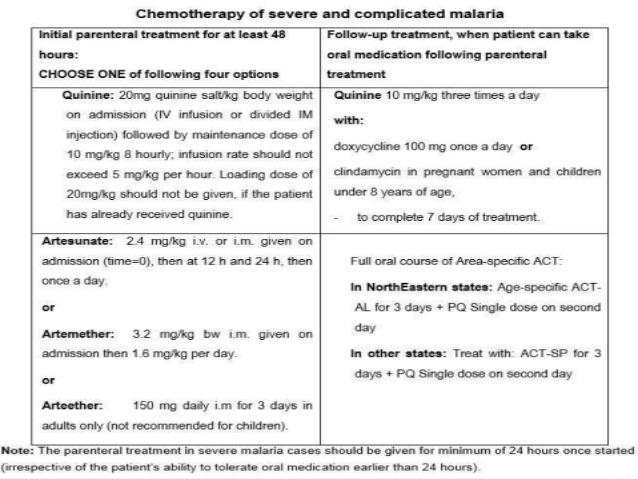 Chemotherapy of severe and complicated malaria
Initial parenteral treatment for at least 48
hours:
CHOOSE ONE of following four options
Follow-up treatment, when patient can take
oral medication following parenteral
treatment
Quinine: 20mg quinine salt/kg body weight
on admission (IV infusion or divided IM
injection) followed by maintenance dose of
10 mg/kg 8 hourly; infusion rate should not
exceed 5 mg/kg per hour. Loading dose of
20mg/kg should not be given, if the patient
has already received quinine.
Quinine 10 mg/kg three times a day
with:
doxycycline 100 mg once a day or
clindamycin in pregnant women and children
under 8 years of age,
- to complete 7 days of treatment.
Artesunate: 2.4 mg/kg i.v. or i.m. given on
admission (time=0), then at 12 h and 24 h, then
once a day.
or
Artemether: 3.2 mg/kg bw i.m. given on
admission then 1.6 mg/kg per day.
or
Arteether: 150 mg daily i.m for 3 days in
adults only (not recommended for children).
Full oral course of Area-specific ACT:
In NorthEastern states: Age-specific ACT-
AL for 3 days + PQ Single dose on second
day
In other states: Treat with: ACT-SP for 3
days + PQ Single dose on second day
Note: The parenteral treatment in severe malaria cases should be given for minimum of 24 hours once started
(irrespective of the patient's ability to tolerate oral medication earlier than 24 hours).